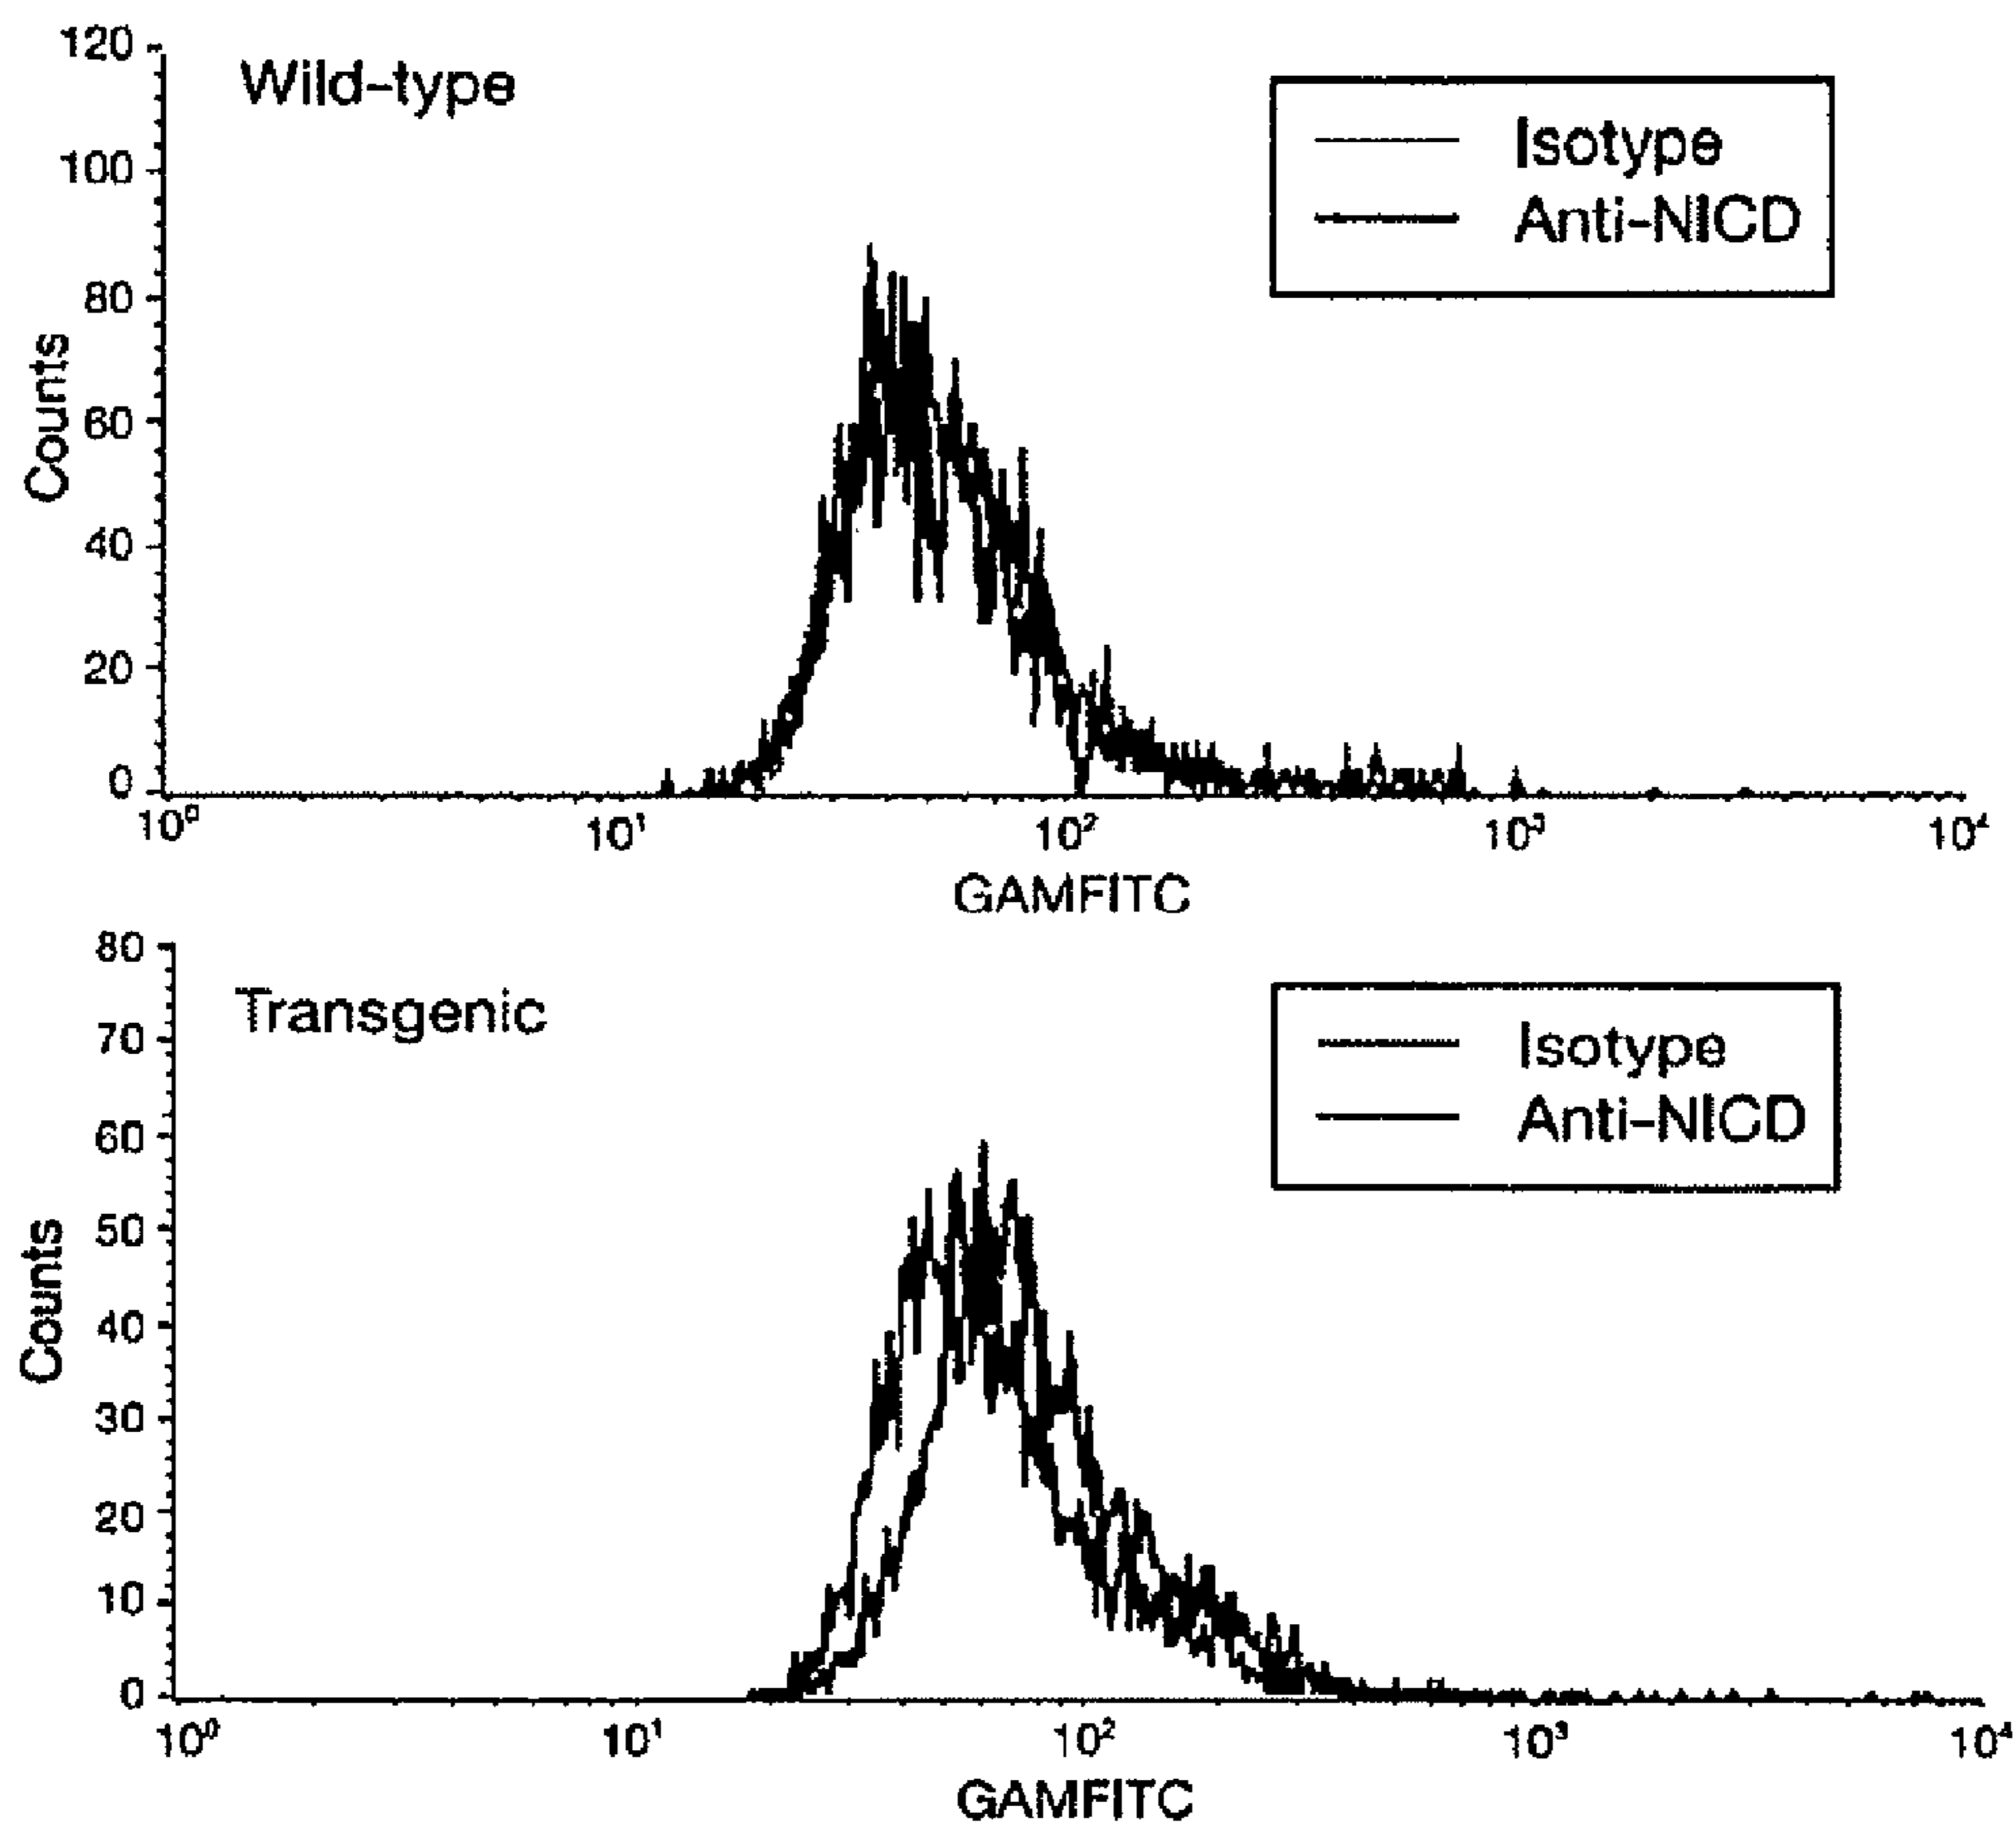 Wild-type
Isotype
Anti-NICD
120
100
80
60
40
20
0
Counts
10⁰ 10¹ 10² 10³ 10⁴
GAMFITC
Transgenic
Isotype
Anti-NICD
80
70
60
50
40
30
20
10
0
Counts
10⁰ 10¹ 10² 10³ 10⁴
GAMFITC